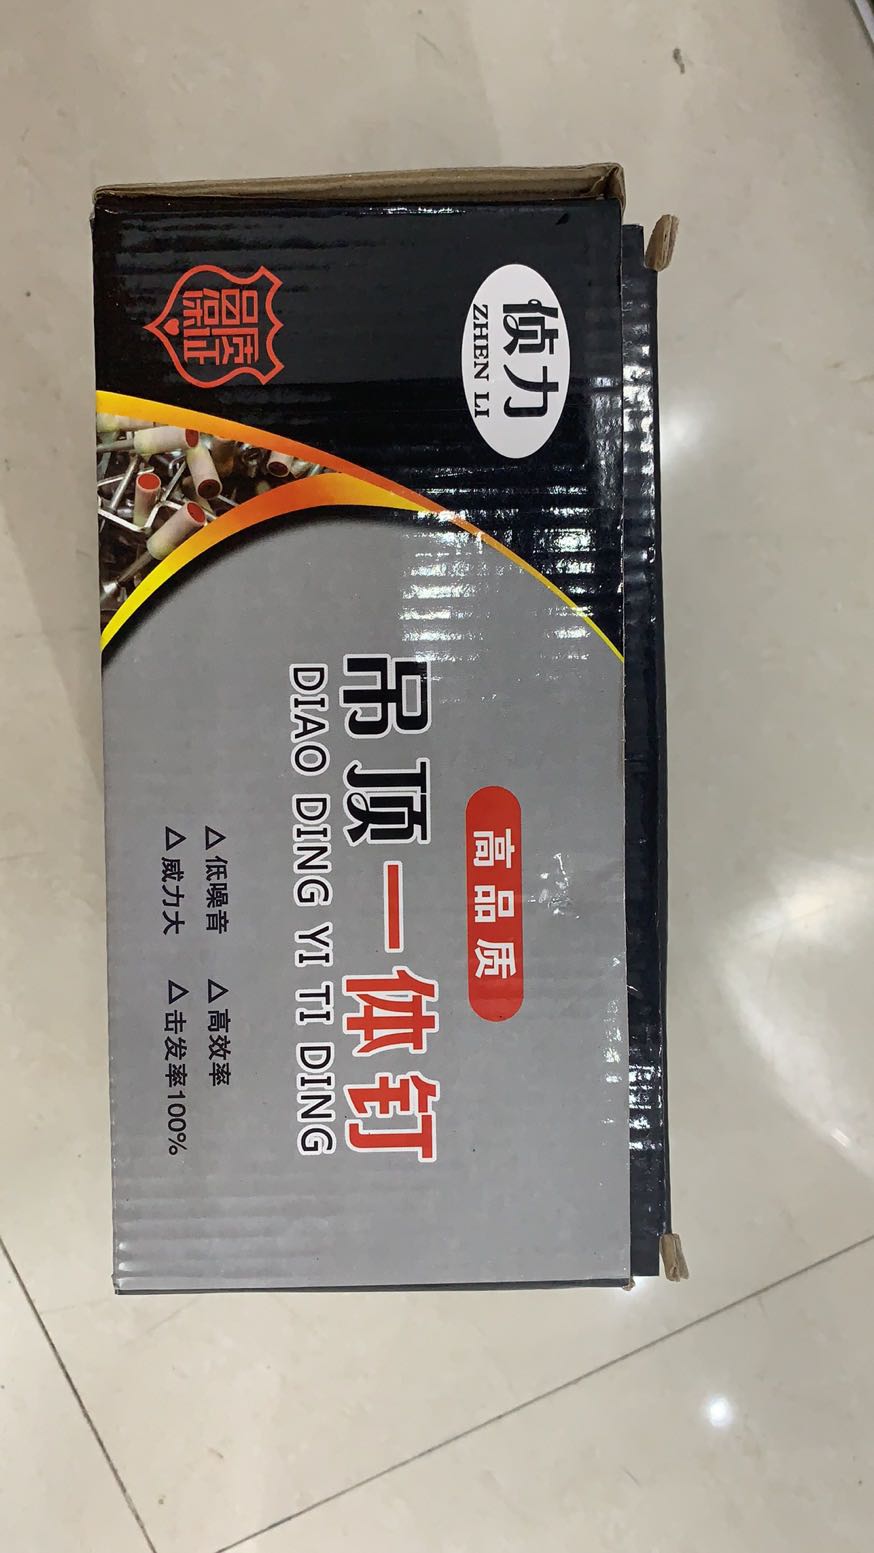 侦力
ZHEN LI
品质
保证
高品质
吊顶一体钉
DIAO DING YI TI DING
△低噪音 △高效率
△威力大 △击发率100%